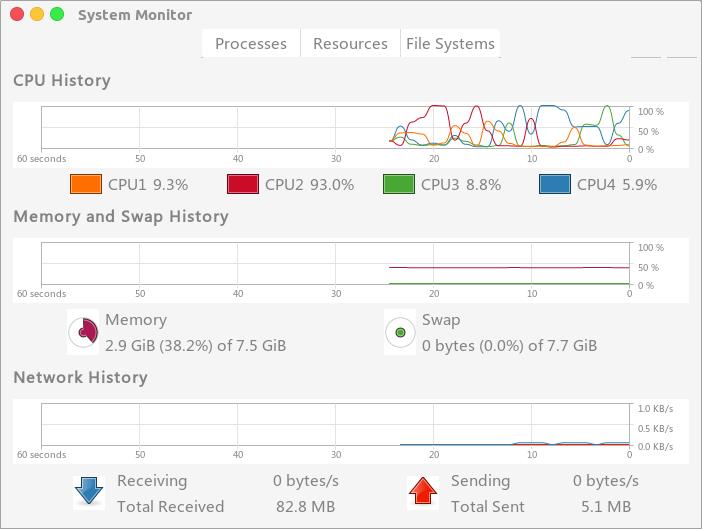 System Monitor
Processes Resources File Systems
CPU History
100 %
50 %
0 %
60 seconds 50 40 30 20 10 0
CPU1 9.3% CPU2 93.0% CPU3 8.8% CPU4 5.9%
Memory and Swap History
100 %
50 %
0 %
60 seconds 50 40 30 20 10 0
Memory Swap
2.9 GiB (38.2%) of 7.5 GiB 0 bytes (0.0%) of 7.7 GiB
Network History
1.0 KB/s
0.5 KB/s
0.0 KB/s
60 seconds 50 40 30 20 10 0
Receiving 0 bytes/s Sending 0 bytes/s
Total Received 82.8 MB Total Sent 5.1 MB